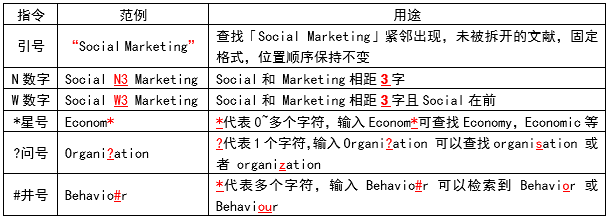 指令 范例 用途
引号 “Social Marketing” 查找「Social Marketing」紧邻出现，未被拆开的文献，固定
格式，位置顺序保持不变
N数字 Social N3 Marketing Social 和 Marketing 相距 3 字
W数字 Social W3 Marketing Social 和 Marketing 相距 3 字且 Social 在前
*星号 Econom* *代表 0~多个字符，输入 Econom*可查找 Economy，Economic 等
?问号 Organi?ation ?代表 1 个字符，输入 Organi?ation 可以查找 organisation 或
者 organization
#井号 Behavio#r *代表多个字符，输入 Behavio#r 可以检索到 Behavior 或
Behaviour